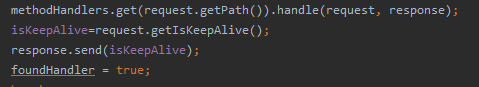 methodHandlers.get(request.getPath()).handle(request, response);
isKeepAlive=request.getIsKeepAlive();
response.send(isKeepAlive);
foundHandler = true;